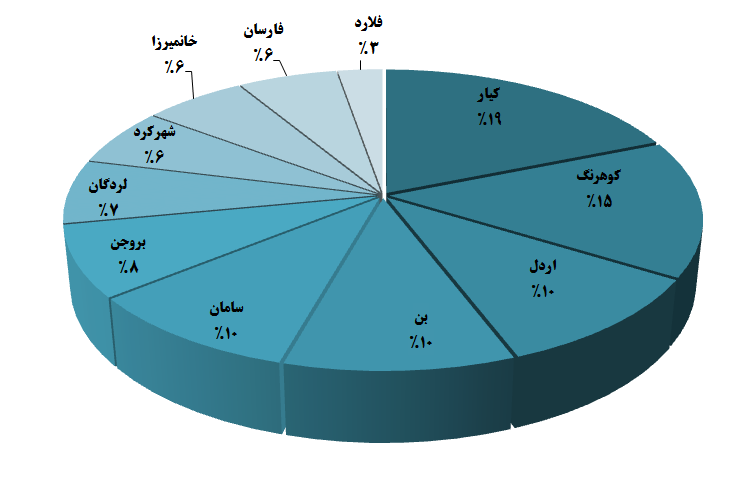 فلارد
٪۳
فارسان
٪۶
خانمیرزا
٪۶
کیار
٪۱۹
شهرکرد
٪۶
کوهرنگ
٪۱۵
لردگان
٪۷
بروجن
٪۸
اردل
٪۱۰
سامان
٪۱۰
بن
٪۱۰